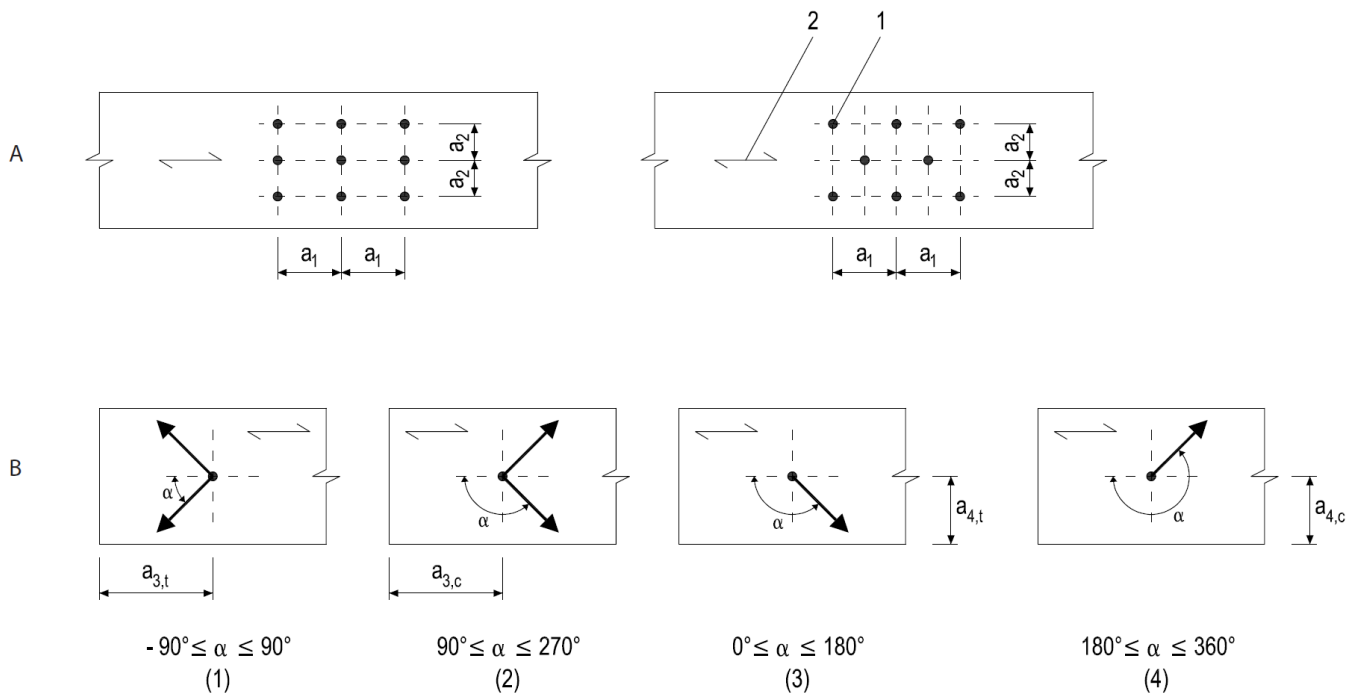 2 1
A
a₂ a₂
a₂ a₂
a₁ a₁ a₁ a₁
B
α α α a₄,t α a₄,c
a₃,t a₃,c
- 90° ≤ α ≤ 90° 90° ≤ α ≤ 270° 0° ≤ α ≤ 180° 180° ≤ α ≤ 360°
(1) (2) (3) (4)